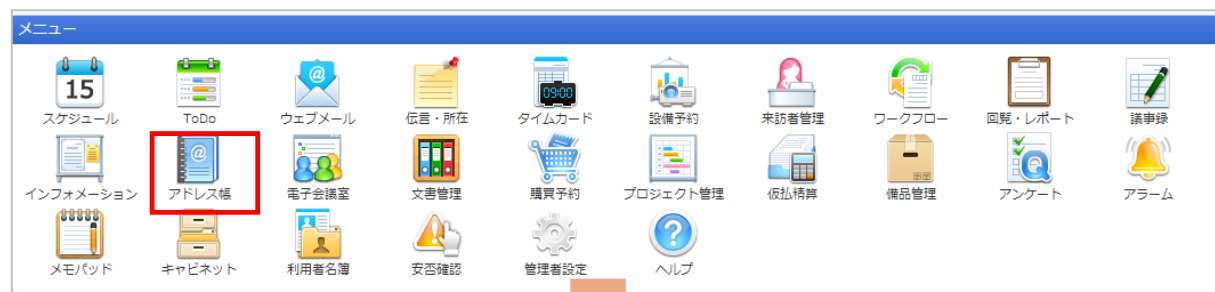 メニュー
15
09:00
スケジュール ToDo ウェブメール 伝言・所在 タイムカード 設備予約 来訪者管理 ワークフロー 回覧・レポート 議事録
インフォメーション アドレス帳 電子会議室 文書管理 購買予約 プロジェクト管理 仮払精算 備品管理 アンケート アラーム
メモパッド キャビネット 利用者名簿 安否確認 管理者設定 ヘルプ